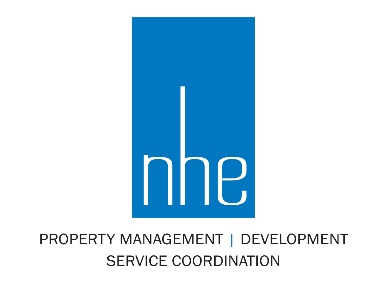 nhe
PROPERTY MANAGEMENT | DEVELOPMENT
SERVICE COORDINATION